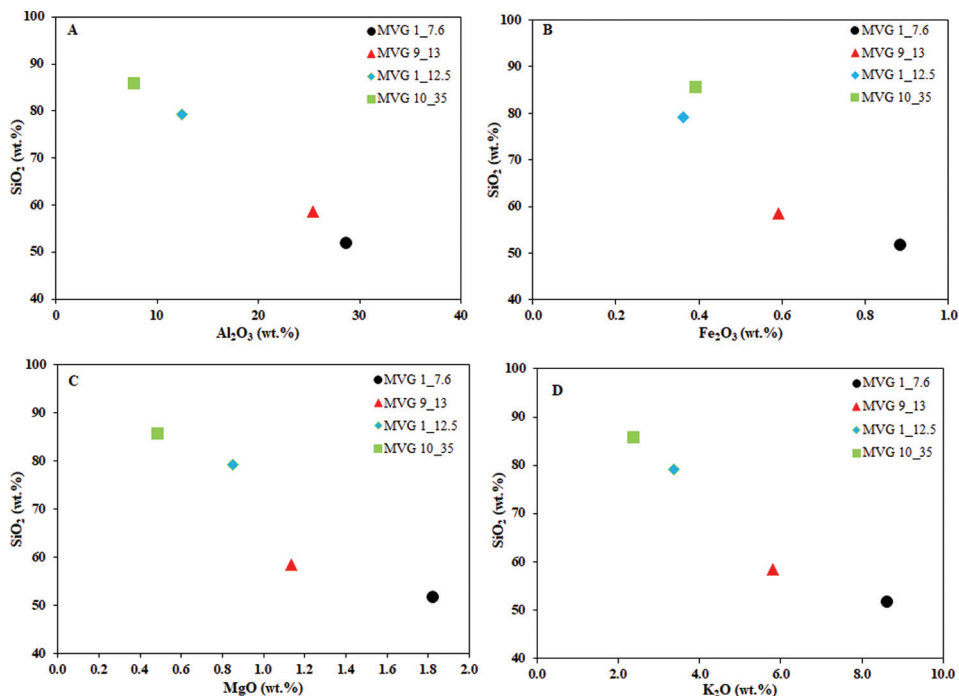 A
MVG 1_7.6
MVG 9_13
MVG 1_12.5
MVG 10_35
100
90
80
70
60
50
40
SiO₂ (wt.%)
0 10 20 30 40
Al₂O₃ (wt.%)
B
MVG 1_7.6
MVG 9_13
MVG 1_12.5
MVG 10_35
100
90
80
70
60
50
40
SiO₂ (wt.%)
0.0 0.2 0.4 0.6 0.8 1.0
Fe₂O₃ (wt.%)
C
MVG 1_7.6
MVG 9_13
MVG 1_12.5
MVG 10_35
100
90
80
70
60
50
40
SiO₂ (wt.%)
0.0 0.2 0.4 0.6 0.8 1.0 1.2 1.4 1.6 1.8 2.0
MgO (wt.%)
D
MVG 1_7.6
MVG 9_13
MVG 1_12.5
MVG 10_35
100
90
80
70
60
50
40
SiO₂ (wt.%)
0.0 2.0 4.0 6.0 8.0 10.0
K₂O (wt.%)